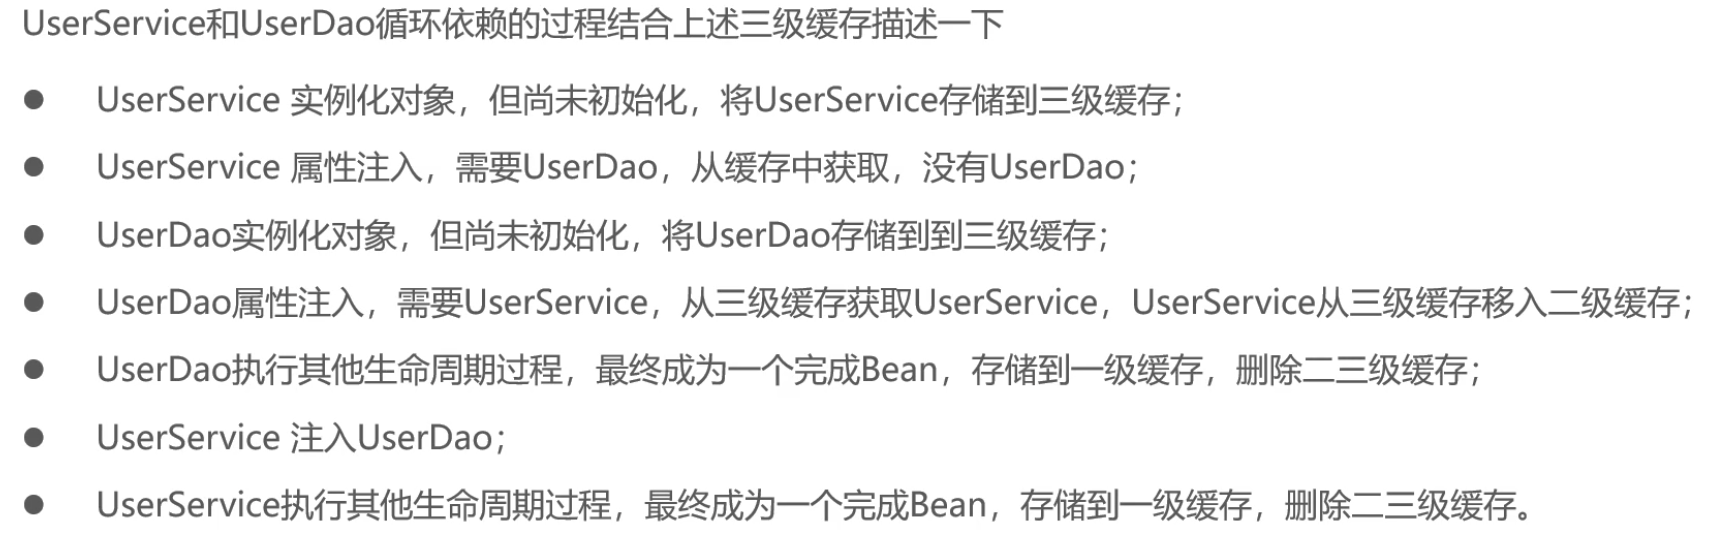 UserService和UserDao循环依赖的过程结合上述三级缓存描述一下
● UserService 实例化对象，但尚未初始化，将UserService存储到三级缓存；
● UserService 属性注入，需要UserDao，从缓存中获取，没有UserDao；
● UserDao实例化对象，但尚未初始化，将UserDao存储到到三级缓存；
● UserDao属性注入，需要UserService，从三级缓存获取UserService，UserService从三级缓存移入二级缓存；
● UserDao执行其他生命周期过程，最终成为一个完成Bean，存储到一级缓存，删除二三级缓存；
● UserService 注入UserDao；
● UserService执行其他生命周期过程，最终成为一个完成Bean，存储到一级缓存，删除二三级缓存。